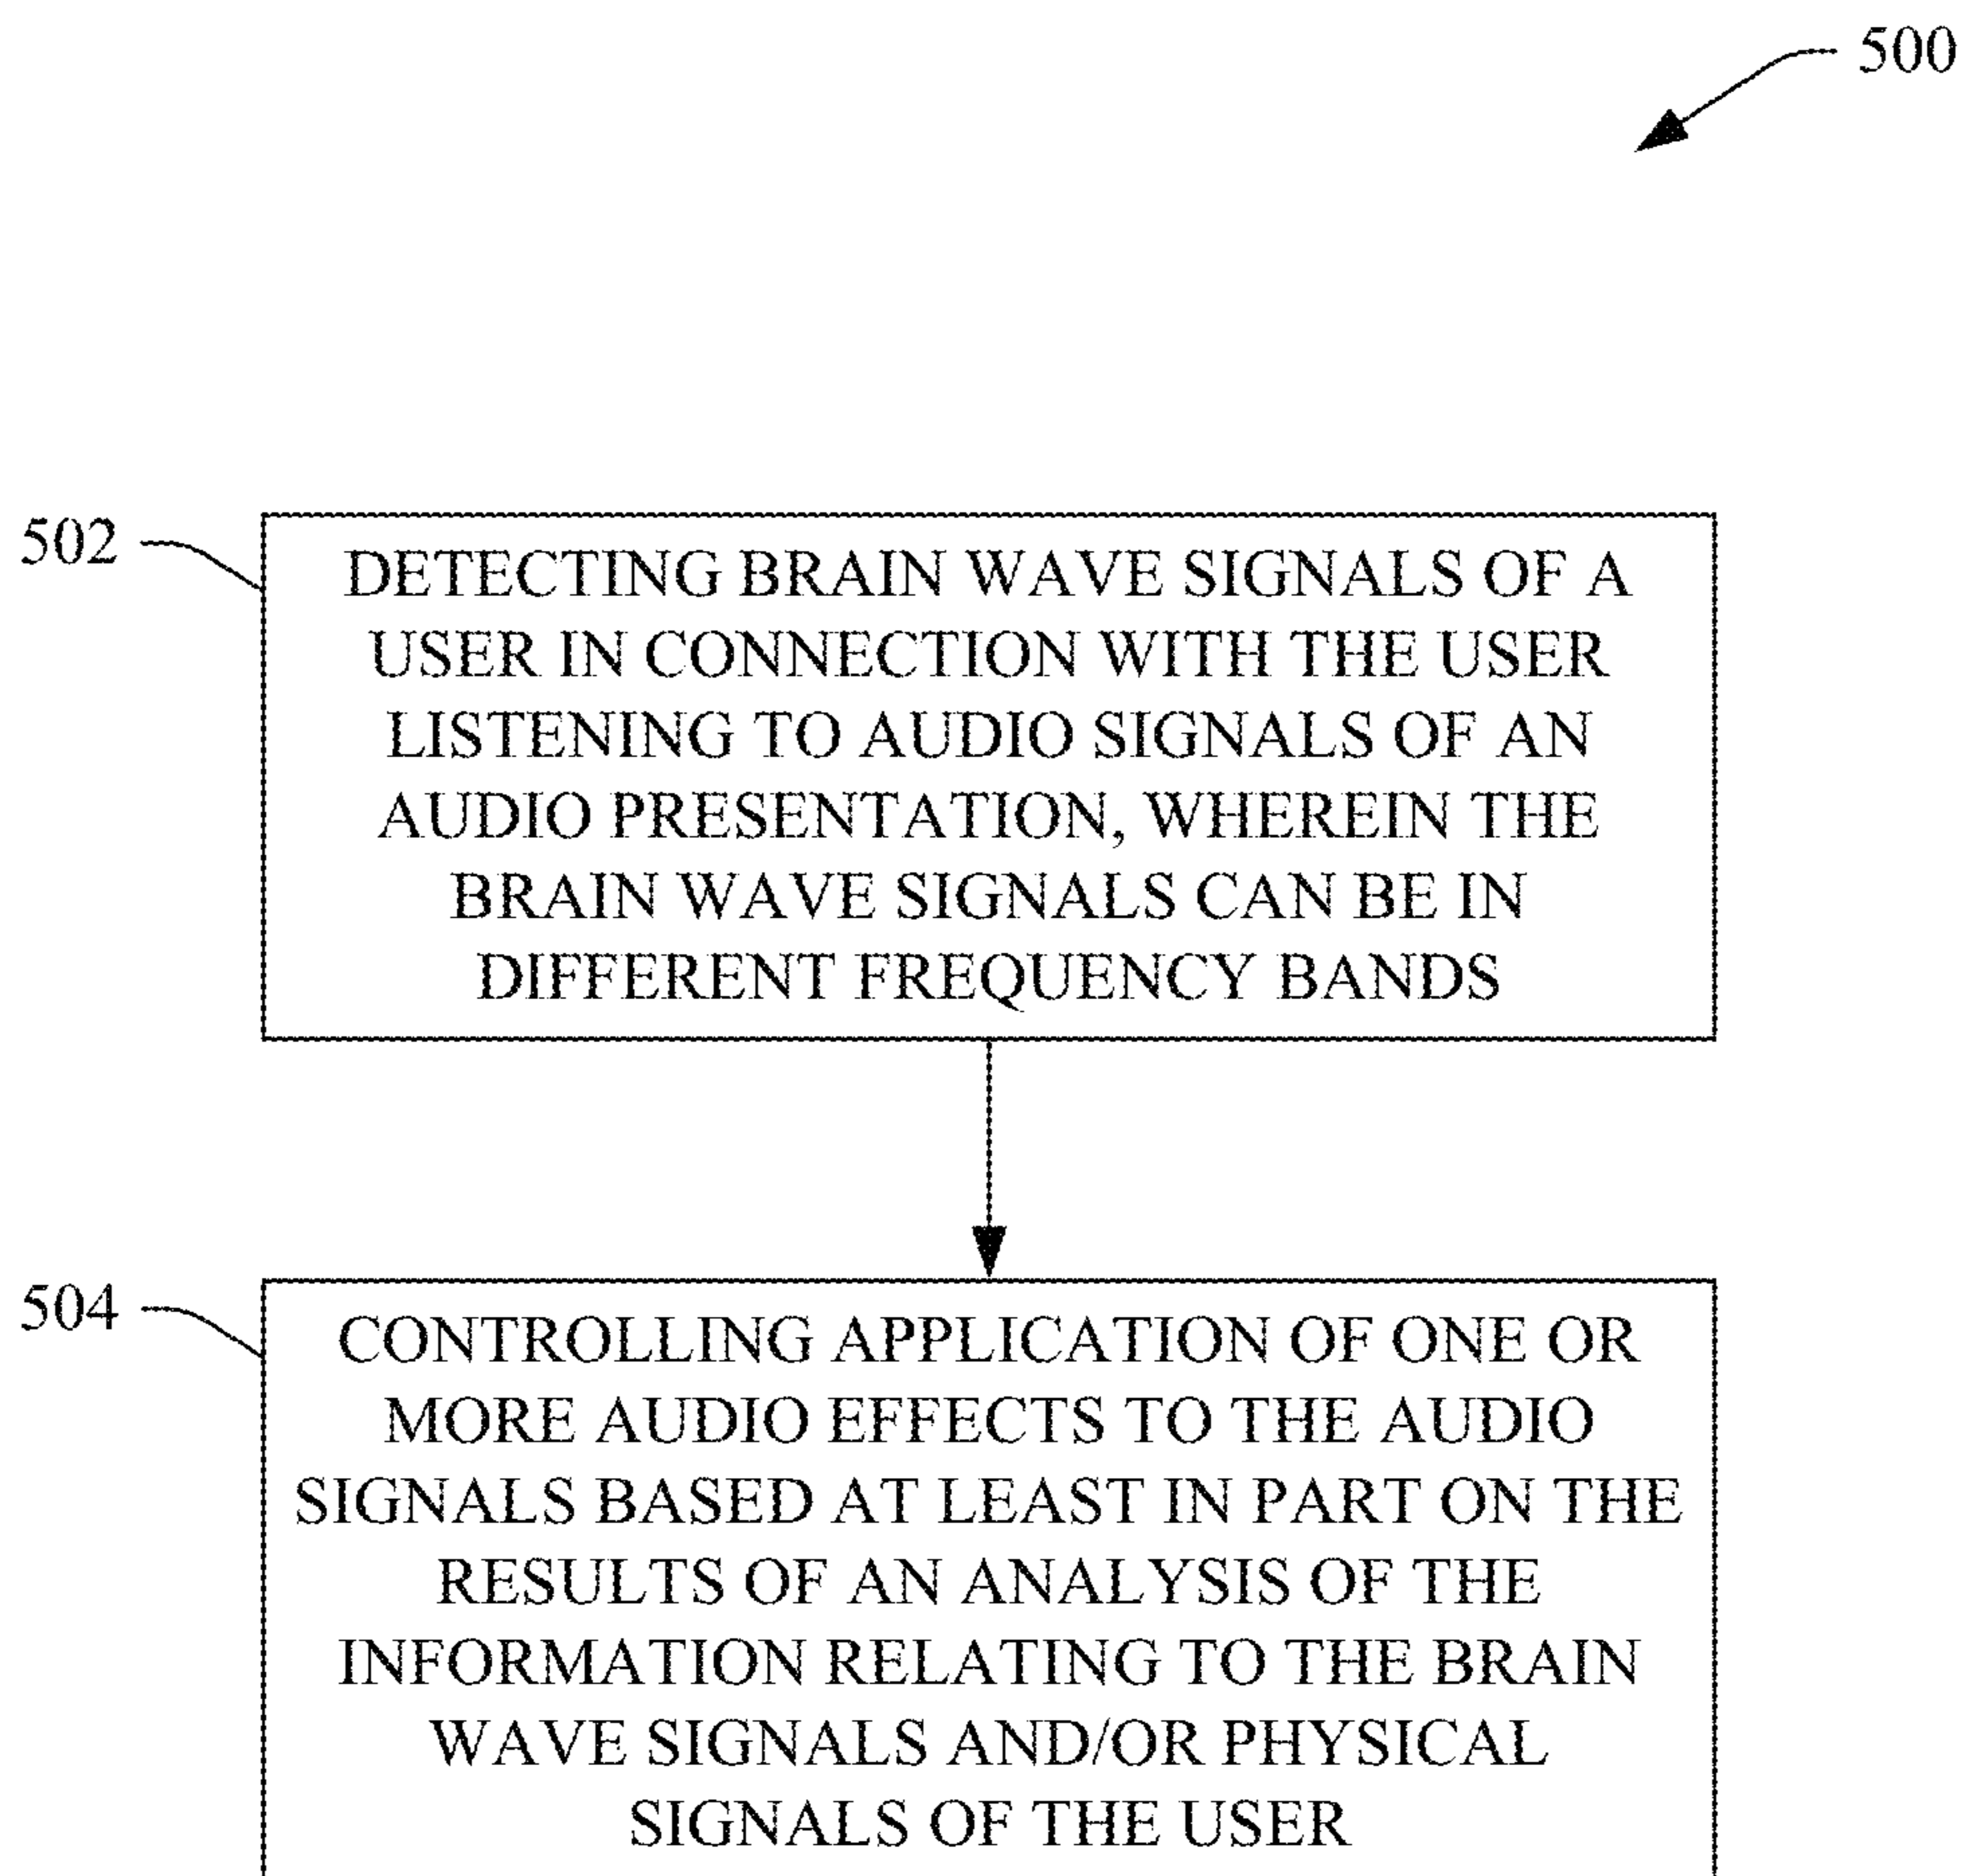 500
502
DETECTING BRAIN WAVE SIGNALS OF A
USER IN CONNECTION WITH THE USER
LISTENING TO AUDIO SIGNALS OF AN
AUDIO PRESENTATION, WHEREIN THE
BRAIN WAVE SIGNALS CAN BE IN
DIFFERENT FREQUENCY BANDS
504
CONTROLLING APPLICATION OF ONE OR
MORE AUDIO EFFECTS TO THE AUDIO
SIGNALS BASED AT LEAST IN PART ON THE
RESULTS OF AN ANALYSIS OF THE
INFORMATION RELATING TO THE BRAIN
WAVE SIGNALS AND/OR PHYSICAL
SIGNALS OF THE USER